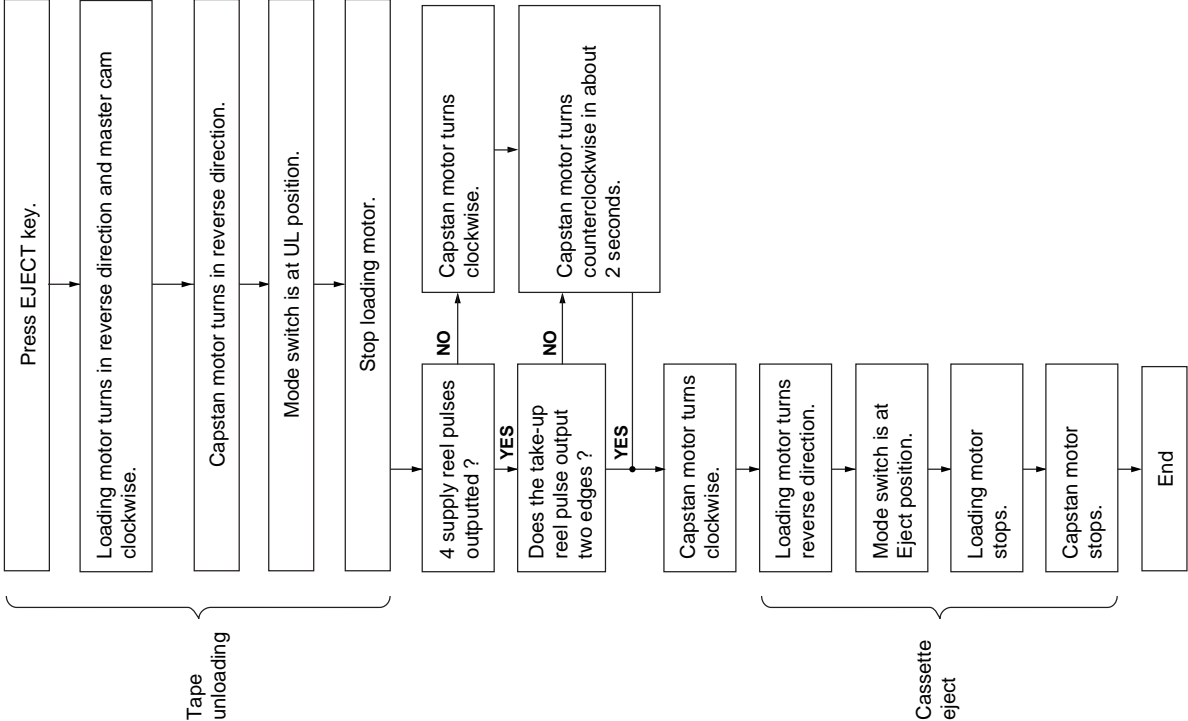 Press EJECT key.
Loading motor turns in reverse direction and master cam
clockwise.
Capstan motor turns in reverse direction.
Mode switch is at UL position.
Stop loading motor.
Tape
unloading
4 supply reel pulses
outputted ?
NO
Capstan motor turns
clockwise.
YES
Does the take-up
reel pulse output
two edges ?
NO
Capstan motor turns
counterclockwise in about
2 seconds.
YES
Capstan motor turns
clockwise.
Loading motor turns
reverse direction.
Mode switch is at
Eject position.
Loading motor
stops.
Capstan motor
stops.
Cassette
eject
End